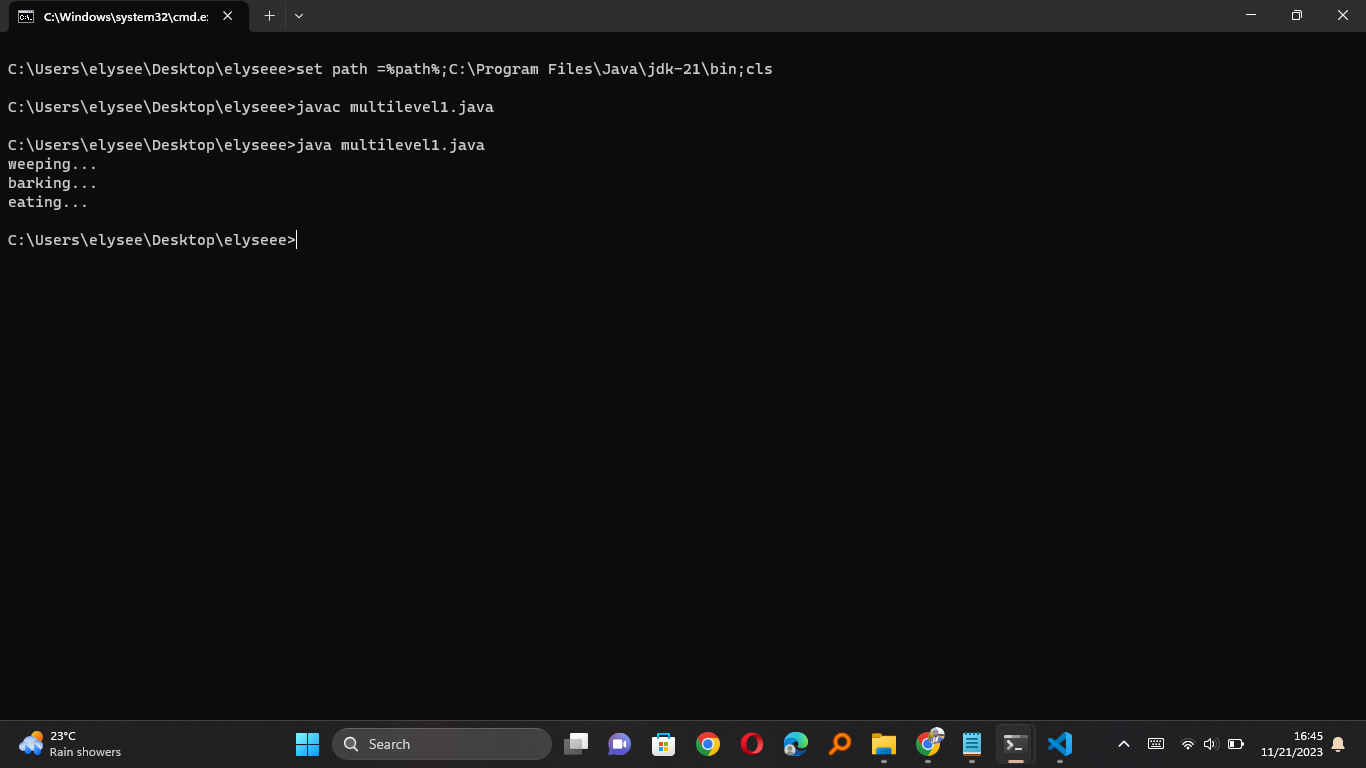 C:\Windows\system32\cmd.e:
C:\Users\elysee\Desktop\elyseee>set path =%path%;C:\Program Files\Java\jdk-21\bin;cls
C:\Users\elysee\Desktop\elyseee>javac multilevel1.java
C:\Users\elysee\Desktop\elyseee>java multilevel1.java
weeping...
barking...
eating...
C:\Users\elysee\Desktop\elyseee>
23°C
Rain showers
Search
16:45
11/21/2023